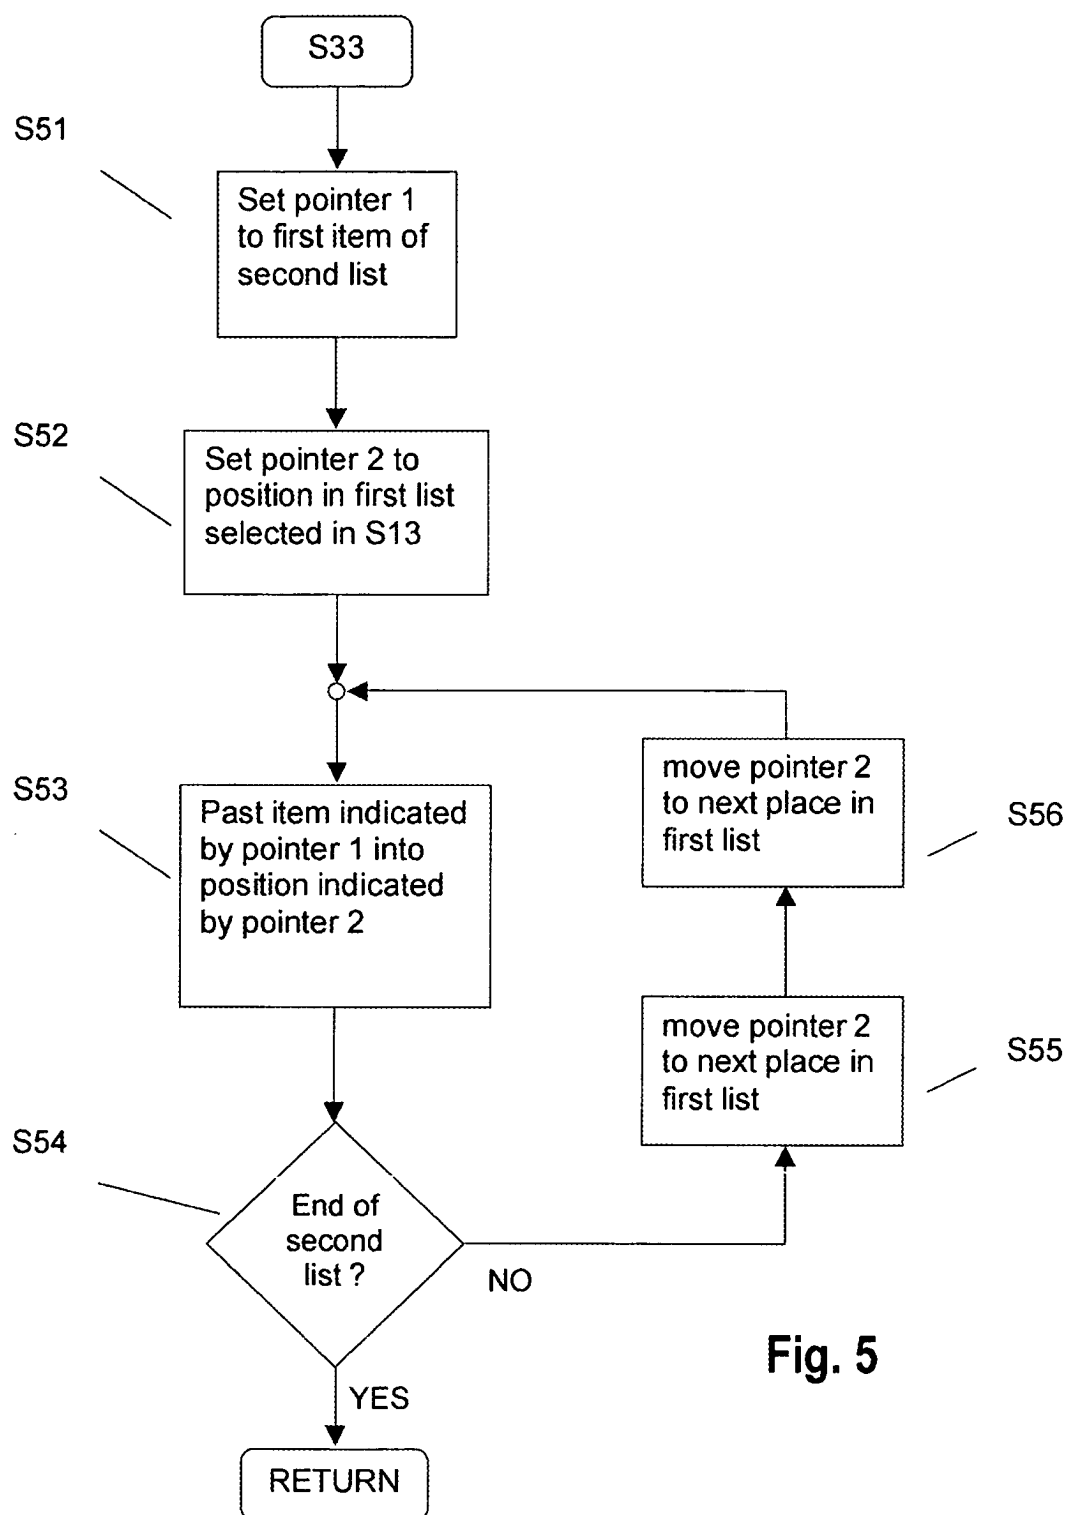 S33
S51
Set pointer 1
to first item of
second list
S52
Set pointer 2 to
position in first list
selected in S13
S53
Past item indicated
by pointer 1 into
position indicated
by pointer 2
move pointer 2
to next place in
first list
S56
move pointer 2
to next place in
first list
S55
S54
End of
second
list ?
NO
YES
RETURN
Fig. 5